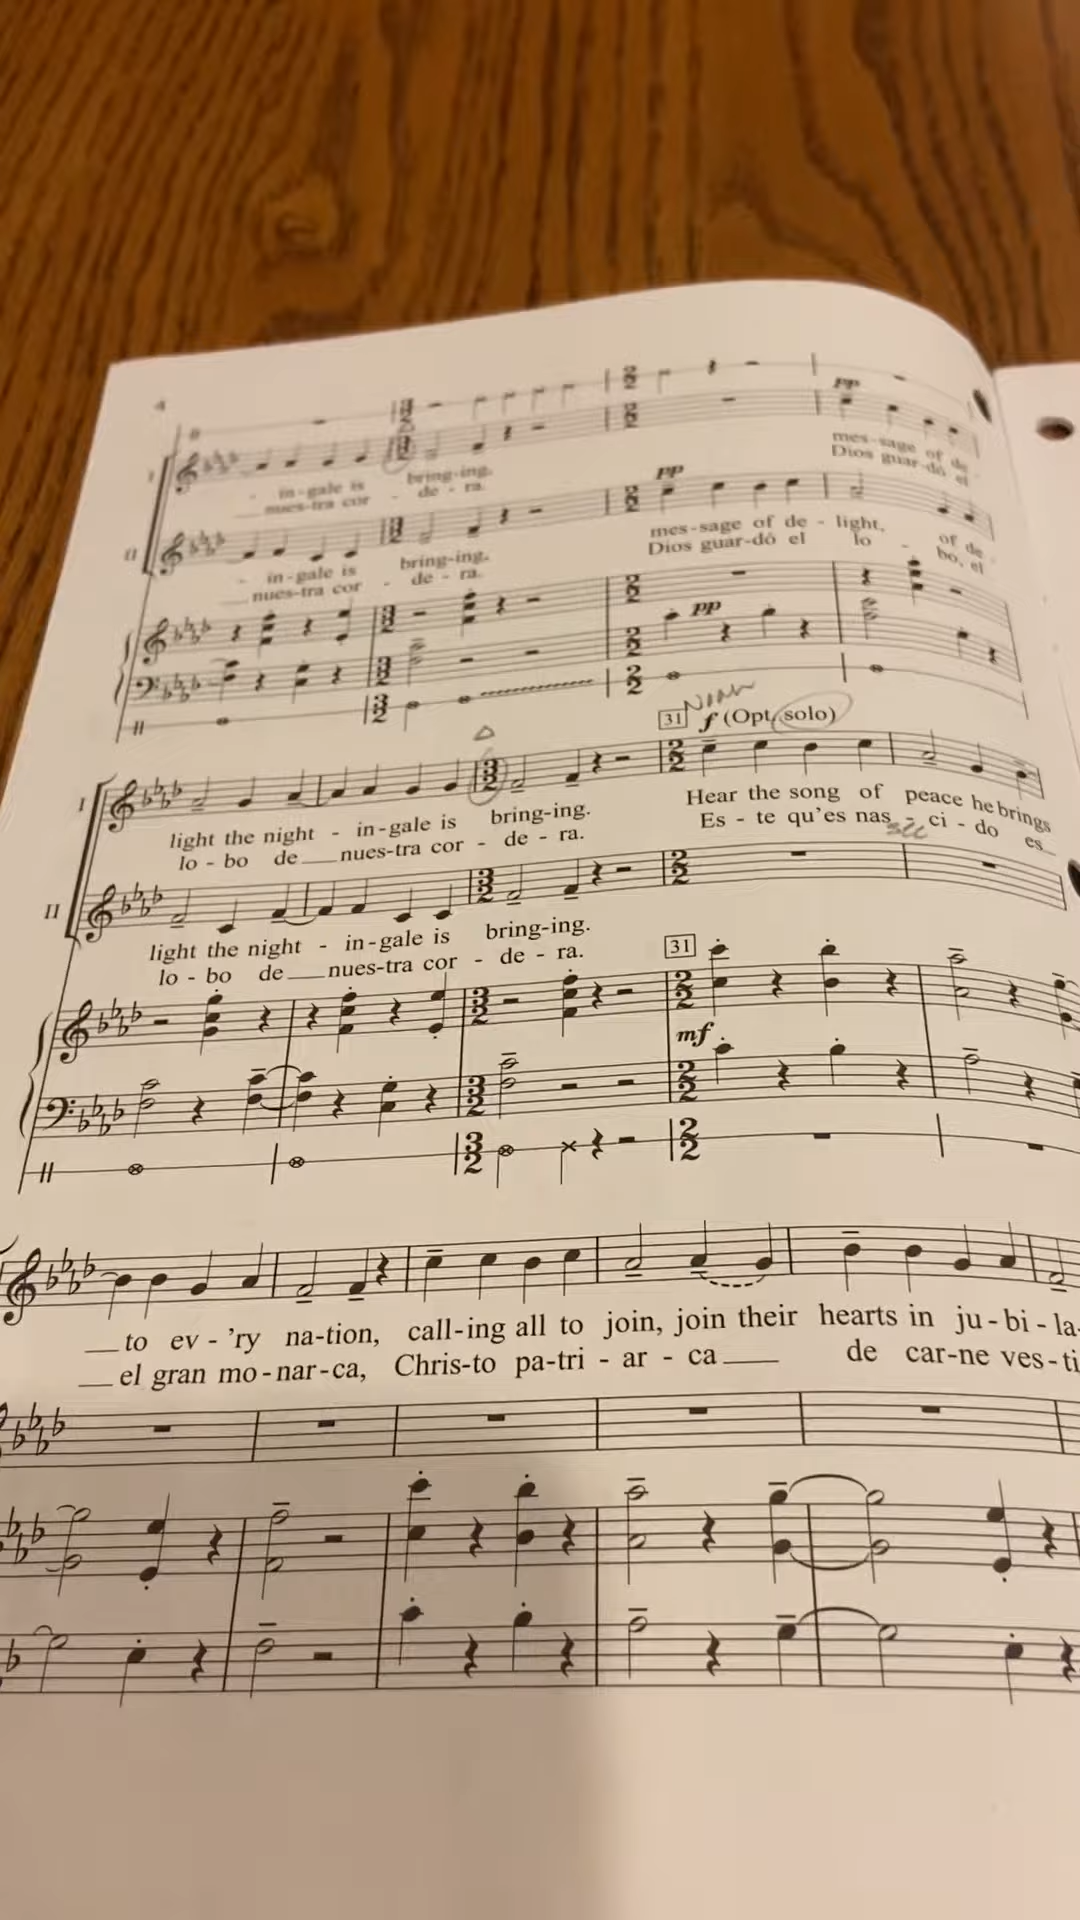 4
I
- in-gale is bring-ing.
nues-tra cor - de - ra.
pp
mes-sage of de
Dios guar-dó el
II
- in-gale is bring-ing.
nues-tra cor - de - ra.
pp
mes-sage of de - light, of de -
Dios guar-dó el lo - bo, el
pp
31 f (Opt. solo)
I
light the night - in-gale is bring-ing. Hear the song of peace he brings
lo - bo de nues-tra cor - de - ra. Es - te qu'es nas - ci - do es
II
light the night - in-gale is bring-ing.
lo - bo de nues-tra cor - de - ra.
31
mf
to ev - 'ry na-tion, call-ing all to join, join their hearts in ju - bi - la-
el gran mo-nar-ca, Chris-to pa-tri - ar - ca de car-ne ves-ti